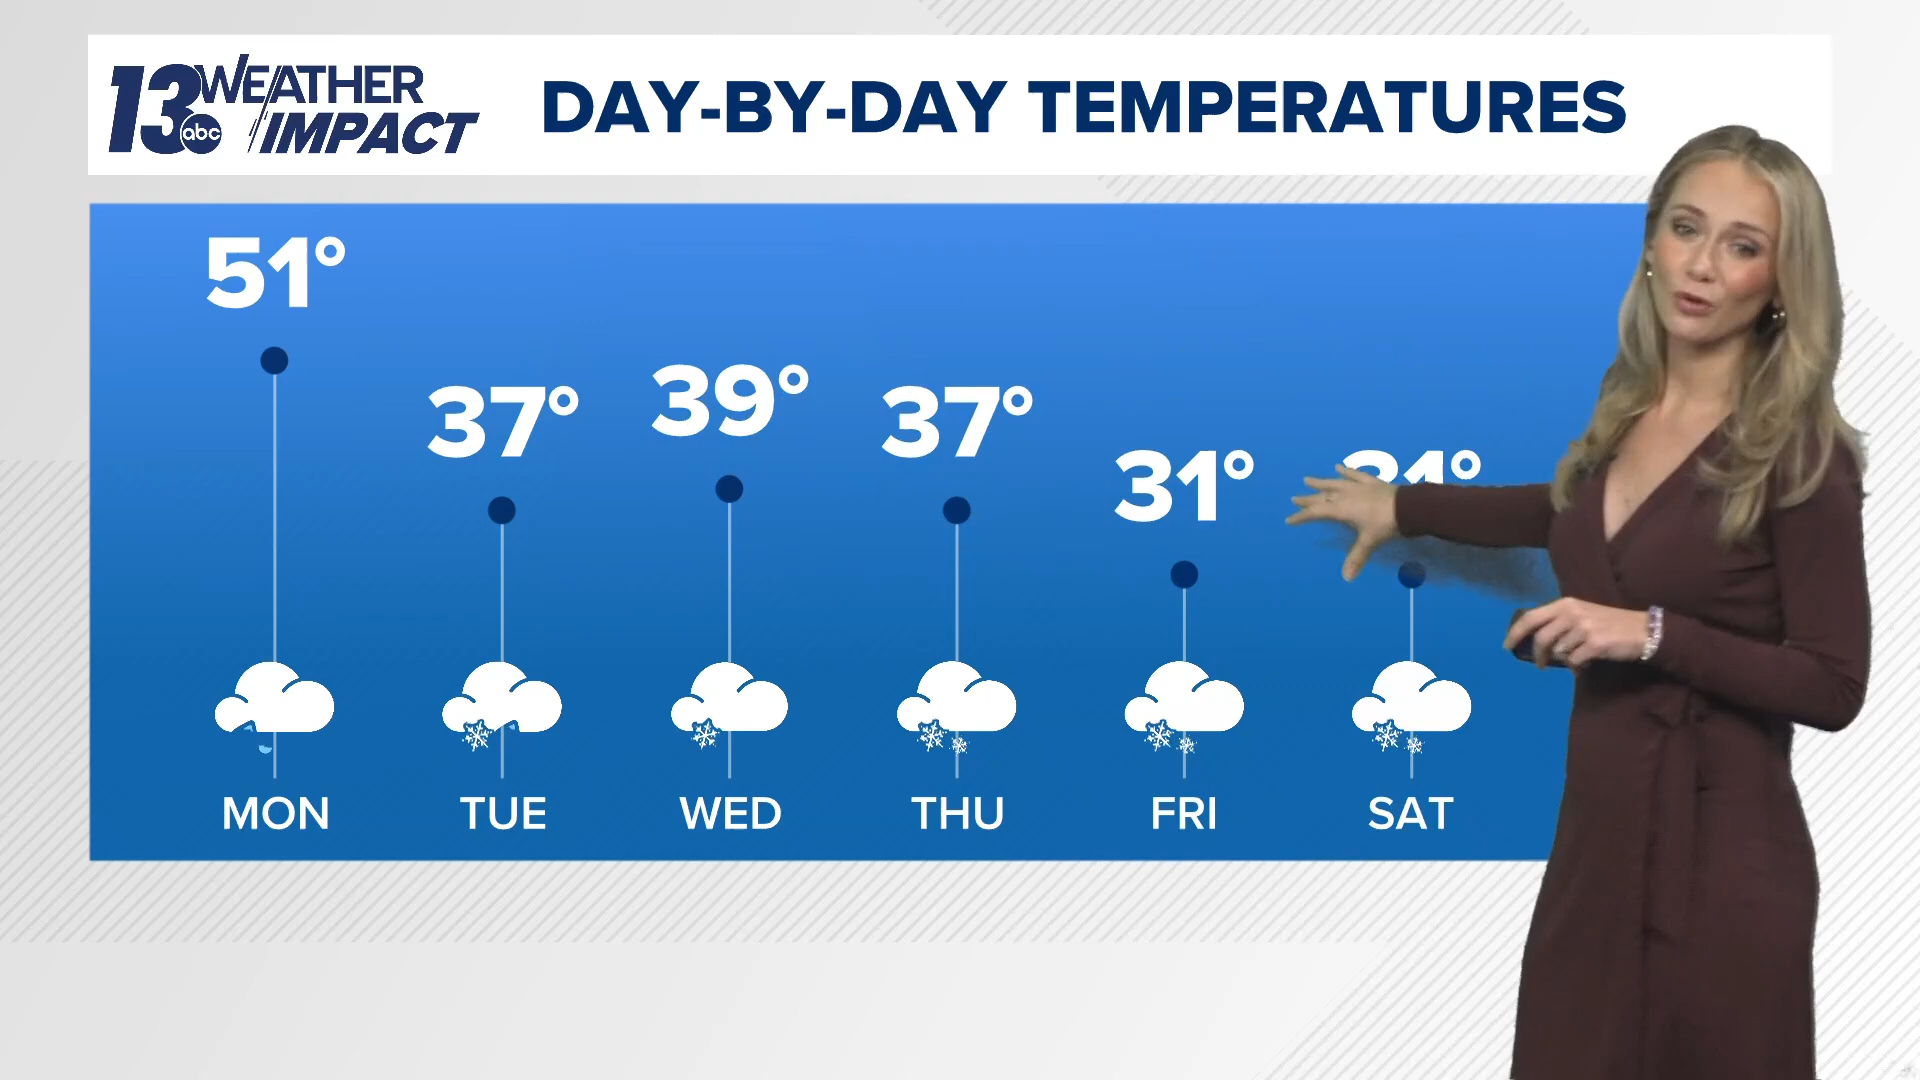 13 WEATHER
abc IMPACT
DAY-BY-DAY TEMPERATURES
51°
37°
39°
37°
31°
31°
MON TUE WED THU FRI SAT